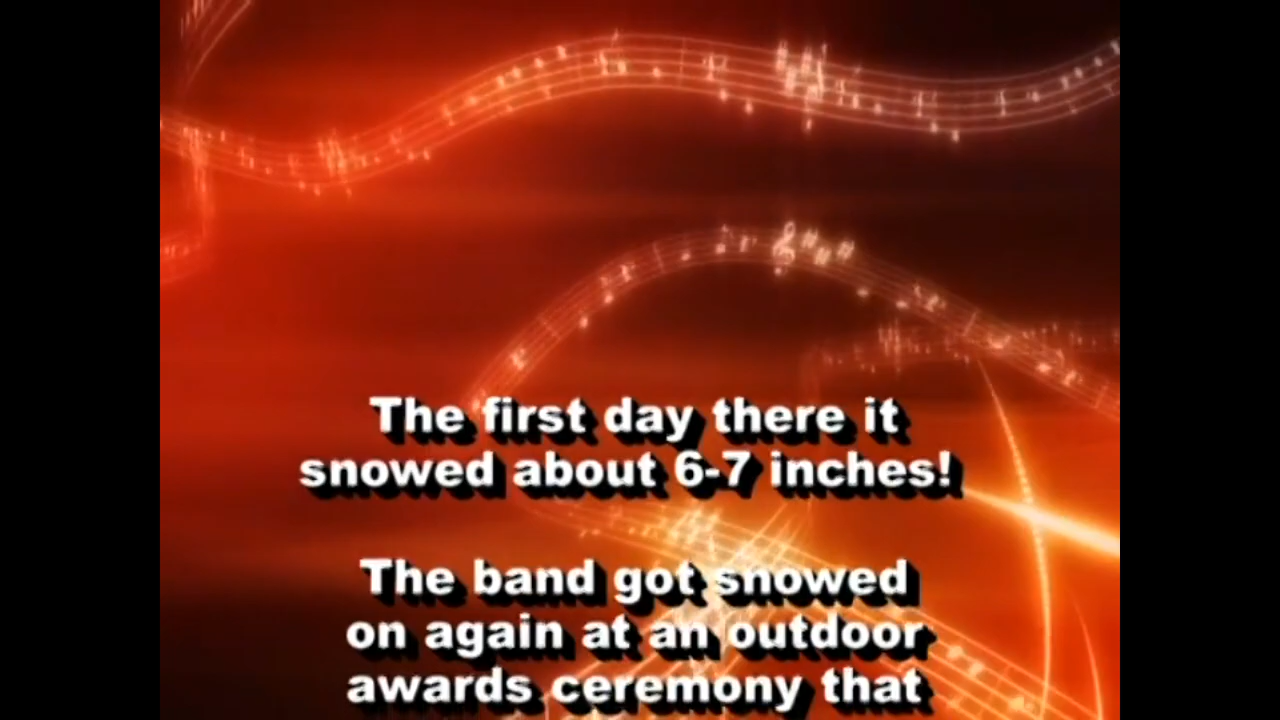 The first day there it
snowed about 6-7 inches!
The band got snowed
on again at an outdoor
awards ceremony that